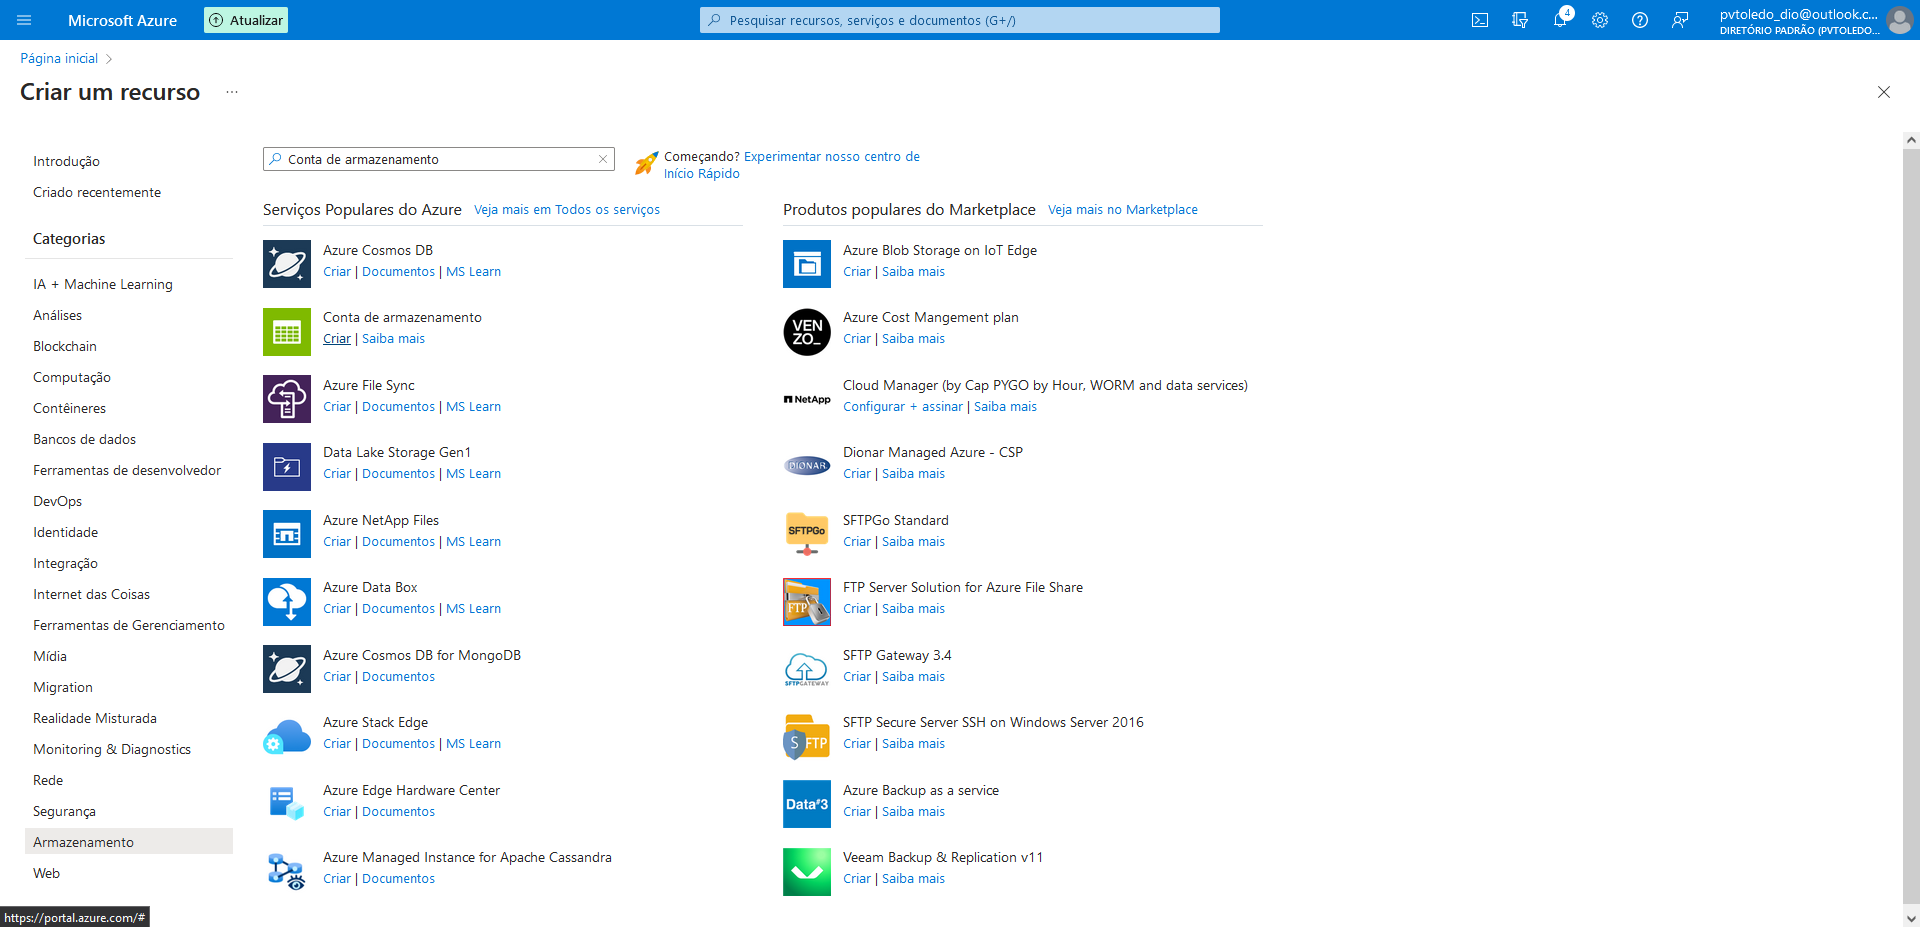 Microsoft Azure
Atualizar
Pesquisar recursos, serviços e documentos (G+/)
4
pvtoledo_dio@outlook.c...
DIRETÓRIO PADRÃO (PVTOLEDO...
Página inicial
Criar um recurso
...
Introdução
Criado recentemente
Categorias
IA + Machine Learning
Análises
Blockchain
Computação
Contêineres
Bancos de dados
Ferramentas de desenvolvedor
DevOps
Identidade
Integração
Internet das Coisas
Ferramentas de Gerenciamento
Mídia
Migration
Realidade Misturada
Monitoring & Diagnostics
Rede
Segurança
Armazenamento
Web
Conta de armazenamento
Começando? Experimentar nosso centro de
Início Rápido
Serviços Populares do Azure Veja mais em Todos os serviços
Azure Cosmos DB
Criar | Documentos | MS Learn
Conta de armazenamento
Criar | Saiba mais
Azure File Sync
Criar | Documentos | MS Learn
Data Lake Storage Gen1
Criar | Documentos | MS Learn
Azure NetApp Files
Criar | Documentos | MS Learn
Azure Data Box
Criar | Documentos | MS Learn
Azure Cosmos DB for MongoDB
Criar | Documentos
Azure Stack Edge
Criar | Documentos | MS Learn
Azure Edge Hardware Center
Criar | Documentos
Azure Managed Instance for Apache Cassandra
Criar | Documentos
Produtos populares do Marketplace Veja mais no Marketplace
Azure Blob Storage on IoT Edge
Criar | Saiba mais
VEN
ZO_
Azure Cost Mangement plan
Criar | Saiba mais
NetApp
Cloud Manager (by Cap PYGO by Hour, WORM and data services)
Configurar + assinar | Saiba mais
DIONAR
Dionar Managed Azure - CSP
Criar | Saiba mais
SFTPGo
SFTPGo Standard
Criar | Saiba mais
FTP
FTP Server Solution for Azure File Share
Criar | Saiba mais
SFTPGATEWAY
SFTP Gateway 3.4
Criar | Saiba mais
S FTP
SFTP Secure Server SSH on Windows Server 2016
Criar | Saiba mais
Data#3
Azure Backup as a service
Criar | Saiba mais
Veeam Backup & Replication v11
Criar | Saiba mais
https://portal.azure.com/#